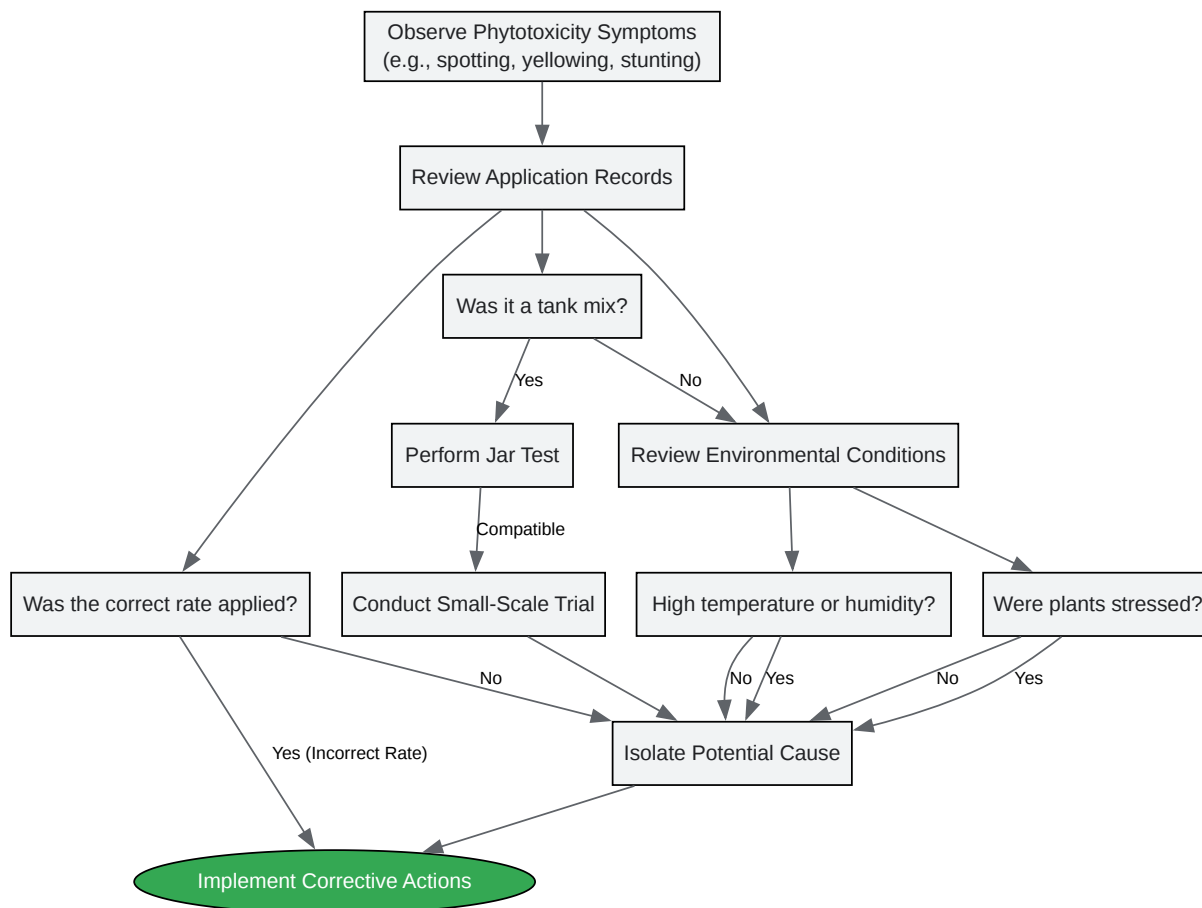 Observe Phytotoxicity Symptoms
(e.g., spotting, yellowing, stunting)
Review Application Records
Was it a tank mix?
Yes
No
Perform Jar Test
Review Environmental Conditions
Compatible
Was the correct rate applied?
Conduct Small-Scale Trial
High temperature or humidity?
Were plants stressed?
No
No
Yes
No
Yes
Yes (Incorrect Rate)
Isolate Potential Cause
Implement Corrective Actions